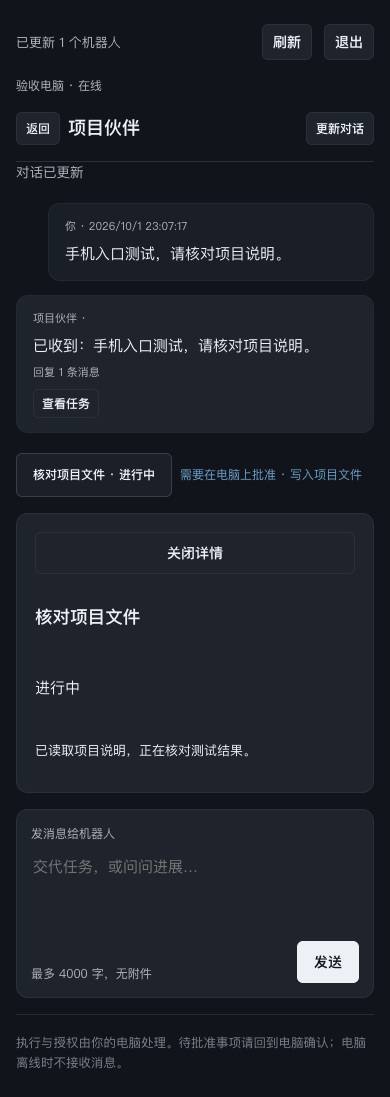 已更新 1 个机器人
刷新
退出
验收电脑 · 在线
返回
项目伙伴
更新对话
对话已更新
你 · 2026/10/1 23:07:17
手机入口测试，请核对项目说明。
项目伙伴 ·
已收到：手机入口测试，请核对项目说明。
回复 1 条消息
查看任务
核对项目文件 · 进行中
需要在电脑上批准 · 写入项目文件
关闭详情
核对项目文件
进行中
已读取项目说明，正在核对测试结果。
发消息给机器人
交代任务，或问问进展…
最多 4000 字，无附件
发送
执行与授权由你的电脑处理。待批准事项请回到电脑确认；电脑
离线时不接收消息。